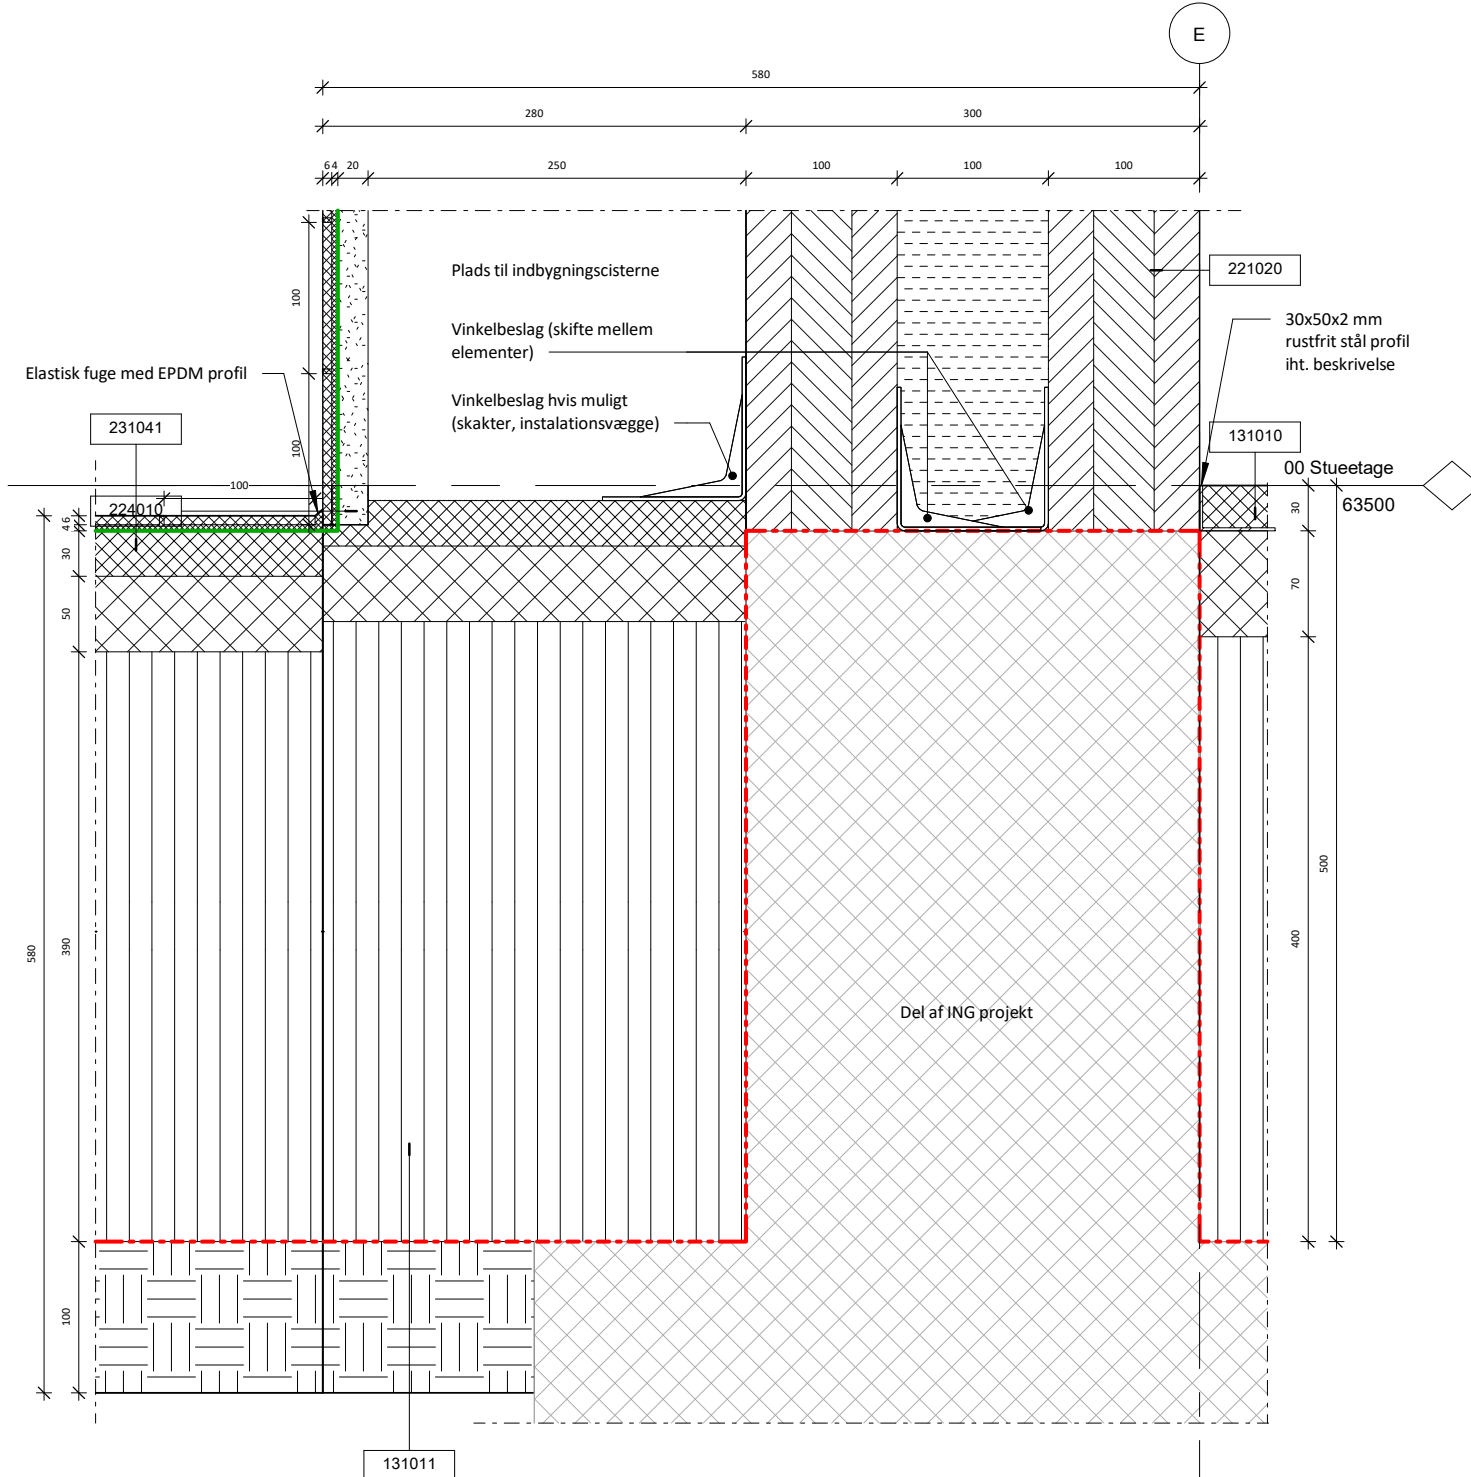 E
580
280
300
6
4
20
250
100
100
100
Plads til indbygningscisterne
221020
100
Vinkelbeslag (skifte mellem
elementer)
30x50x2 mm
rustfrit stål profil
iht. beskrivelse
Elastisk fuge med EPDM profil
Vinkelbeslag hvis muligt
(skakter, instalationsvægge)
231041
100
131010
00 Stueetage
63500
100
224010
6
4
30
30
50
70
500
390
580
400
Del af ING projekt
100
131011